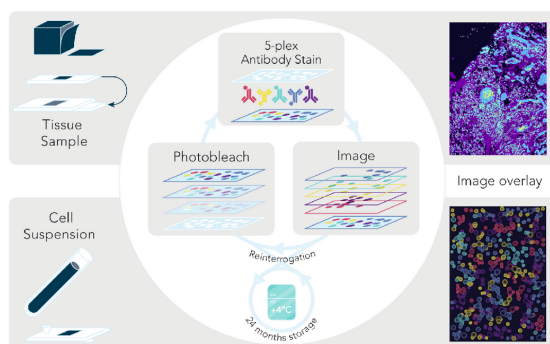 5-plex
Antibody Stain
Tissue
Sample
Photobleach
Image
Image overlay
Cell
Suspension
Reinterrogation
+4°C
24 months storage